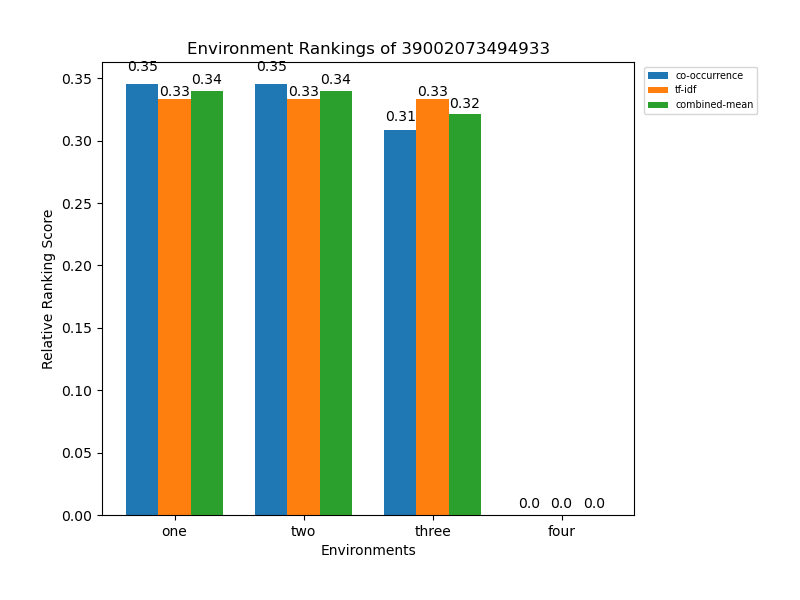 Environment Rankings of 39002073494933
co-occurrence
tf-idf
combined-mean
Relative Ranking Score
0.35
0.30
0.25
0.20
0.15
0.10
0.05
0.00
0.35
0.33
0.34
0.35
0.33
0.34
0.31
0.33
0.32
0.0
0.0
0.0
one
two
three
four
Environments